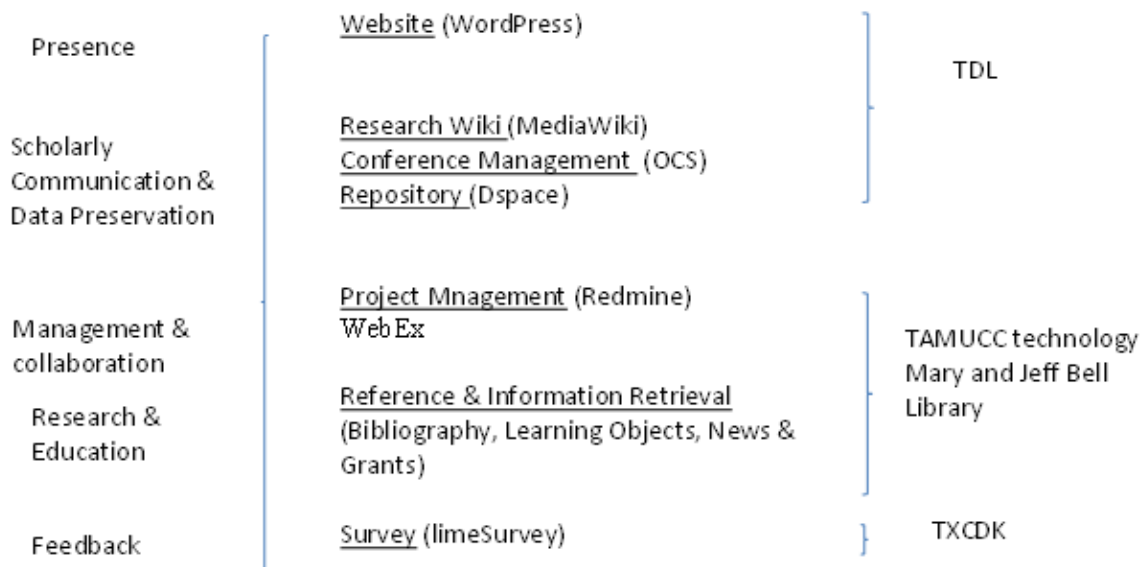 Presence
Website (WordPress)
TDL
Scholarly
Communication &
Data Preservation
Research Wiki (MediaWiki)
Conference Management (OCS)
Repository (Dspace)
Management &
collaboration
Project Mnagement (Redmine)
WebEx
TAMUCC technology
Mary and Jeff Bell
Library
Research &
Education
Reference & Information Retrieval
(Bibliography, Learning Objects, News &
Grants)
Feedback
Survey (limeSurvey)
TXCDK